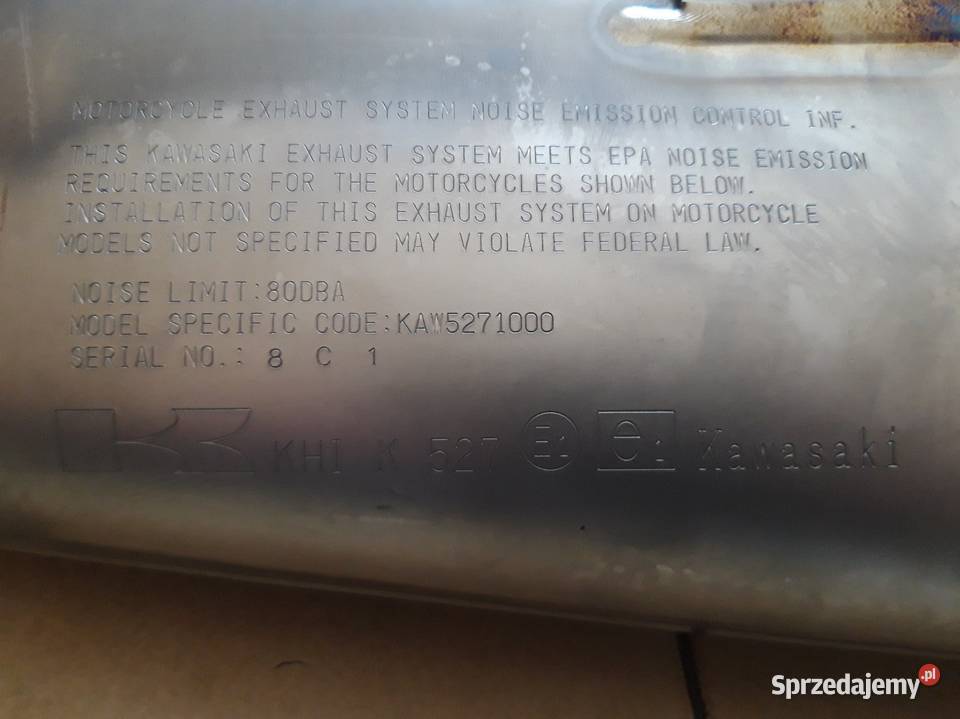 MOTORCYCLE EXHAUST SYSTEM NOISE EMISSION CONTROL INF.
THIS KAWASAKI EXHAUST SYSTEM MEETS EPA NOISE EMISSION
REQUIREMENTS FOR THE MOTORCYCLES SHOWN BELOW.
INSTALLATION OF THIS EXHAUST SYSTEM ON MOTORCYCLE
MODELS NOT SPECIFIED MAY VIOLATE FEDERAL LAW.
NOISE LIMIT:80DBA
MODEL SPECIFIC CODE:KAW5271000
SERIAL NO.: 8 C 1
K KHI K 527 E1 e1 Kawasaki
Sprzedajemy.pl